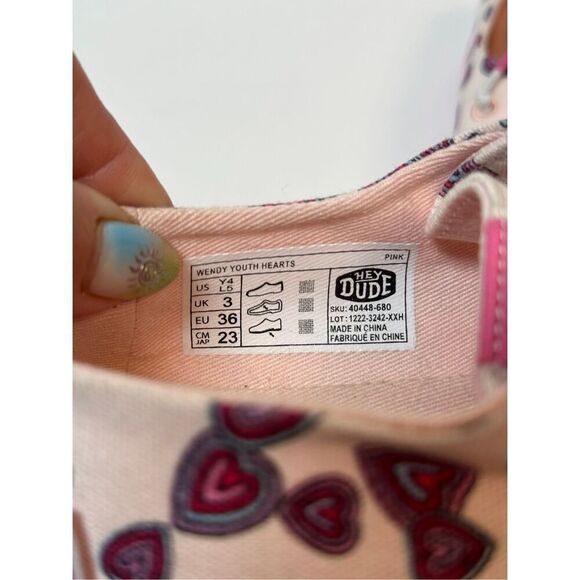 WENDY YOUTH HEARTS PINK
US Y4 L5
UK 3
EU 36
CM JAP 23
HEY DUDE
SKU: 40448-680
LOT: 1222-3242-XXH
MADE IN CHINA
FABRIQUÉ EN CHINE